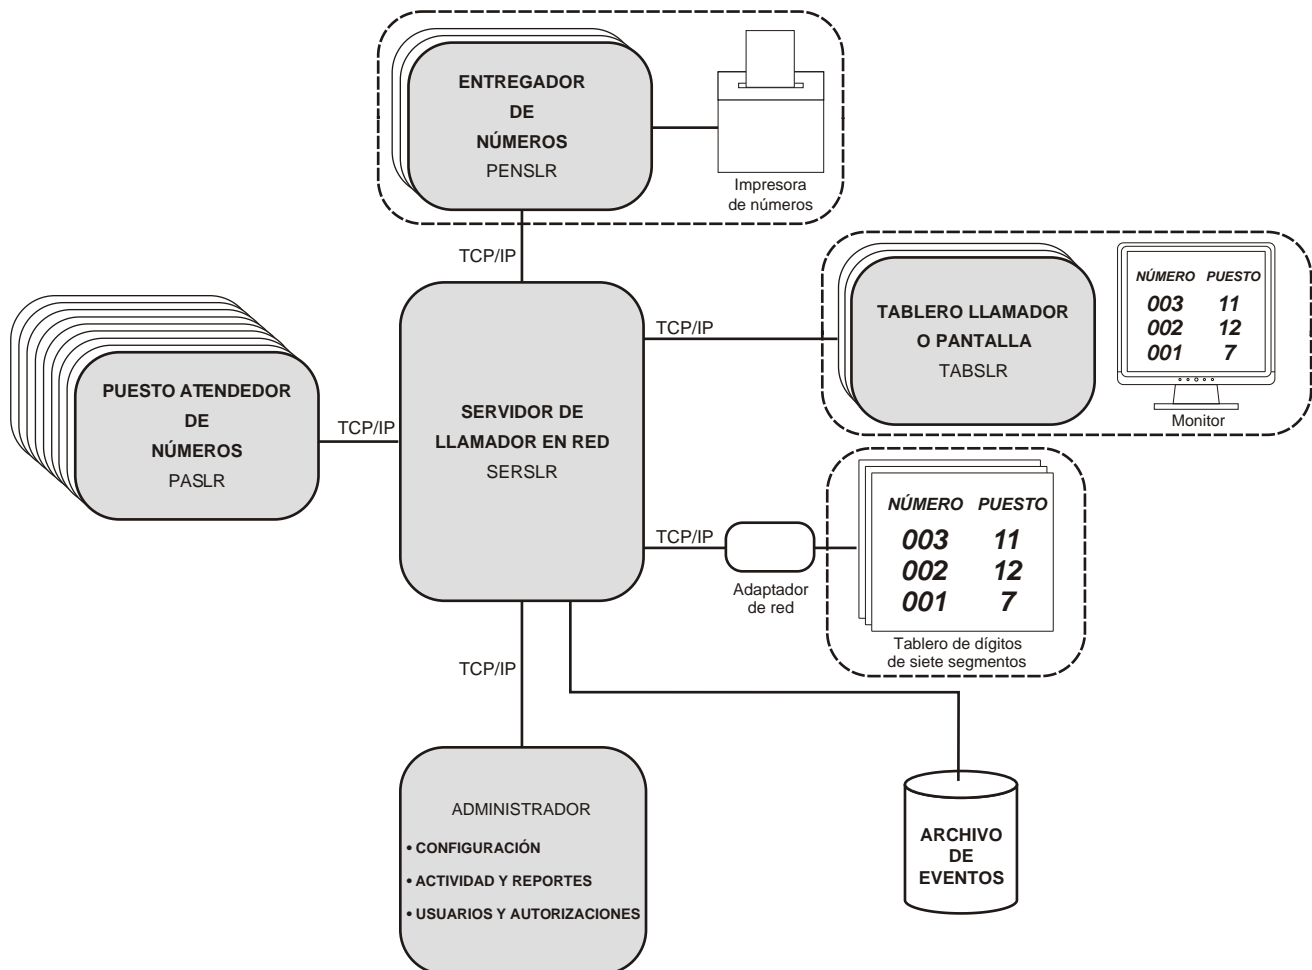 ENTREGADOR
DE
NÚMEROS
PENSLR
Impresora
de números
TCP/IP
TABLERO LLAMADOR
O PANTALLA
TABSLR
NÚMERO PUESTO
003 11
002 12
001 7
Monitor
TCP/IP
PUESTO ATENDEDOR
DE
NÚMEROS
PASLR
TCP/IP
SERVIDOR DE
LLAMADOR EN RED
SERSLR
TCP/IP
Adaptador
de red
NÚMERO PUESTO
003 11
002 12
001 7
Tablero de dígitos
de siete segmentos
TCP/IP
ADMINISTRADOR
• CONFIGURACIÓN
• ACTIVIDAD Y REPORTES
• USUARIOS Y AUTORIZACIONES
ARCHIVO
DE
EVENTOS